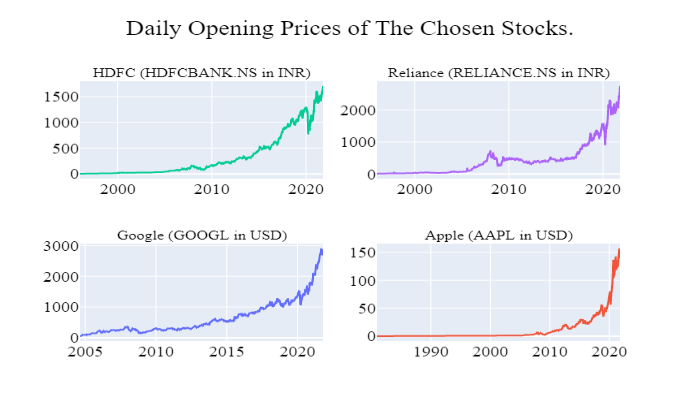 Daily Opening Prices of The Chosen Stocks.
HDFC (HDFCBANK.NS in INR)
1500
1000
500
0
2000 2010 2020
Reliance (RELIANCE.NS in INR)
2000
1000
0
2000 2010 2020
Google (GOOGL in USD)
3000
2000
1000
0
2005 2010 2015 2020
Apple (AAPL in USD)
150
100
50
0
1990 2000 2010 2020